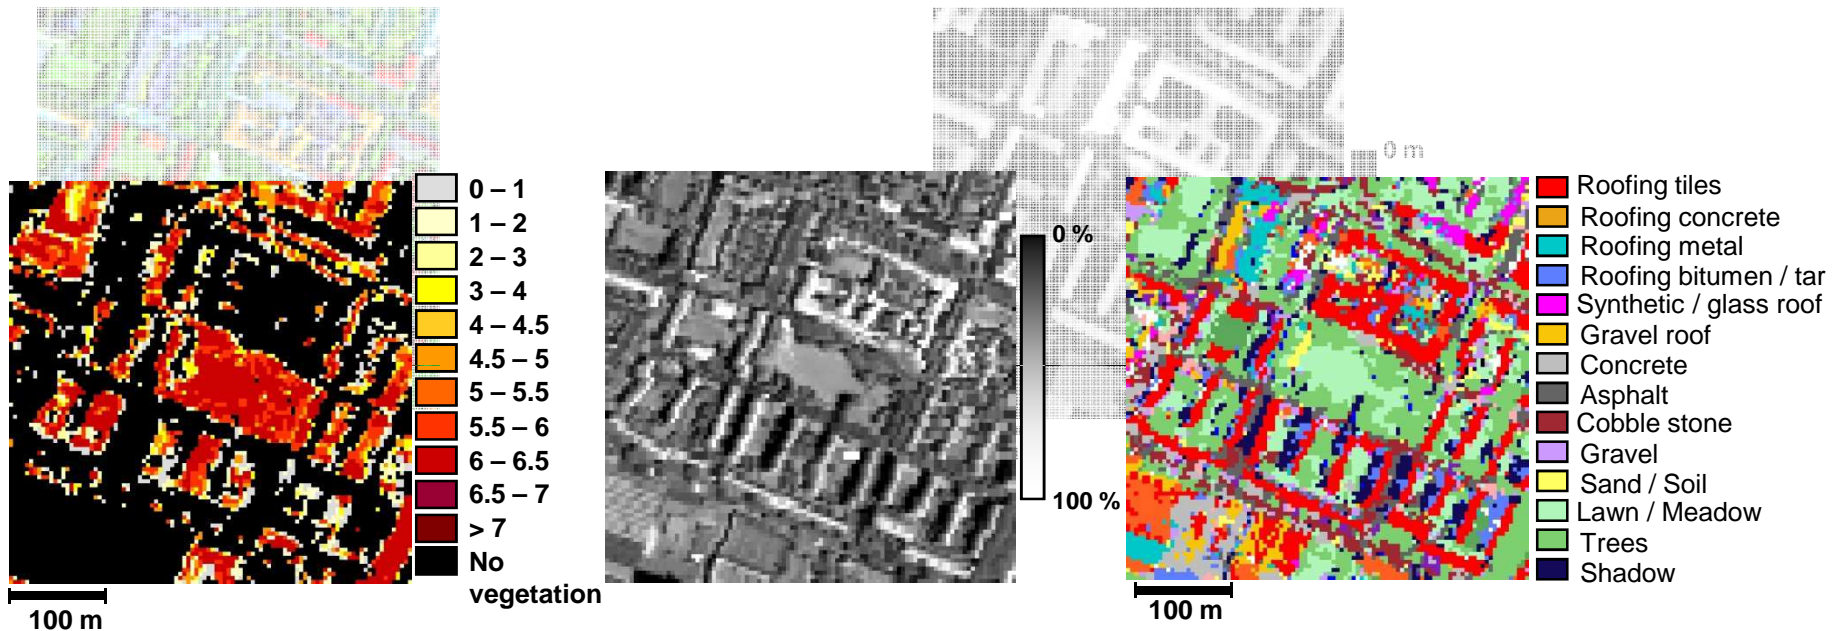 0 – 1
1 – 2
2 – 3
3 – 4
4 – 4.5
4.5 – 5
5 – 5.5
5.5 – 6
6 – 6.5
6.5 – 7
> 7
No
vegetation
100 m
0 m
0 %
100 %
Roofing tiles
Roofing concrete
Roofing metal
Roofing bitumen / tar
Synthetic / glass roof
Gravel roof
Concrete
Asphalt
Cobble stone
Gravel
Sand / Soil
Lawn / Meadow
Trees
Shadow
100 m